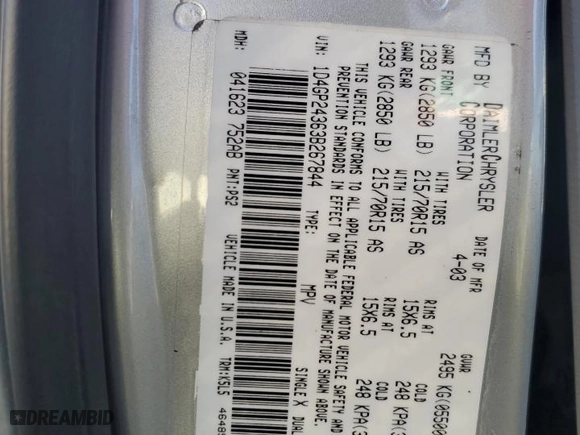 MFD BY DAIMLERCHRYSLER CORPORATION DATE OF MFR 4-03 GVWR 2495 KG(05500
GAWR FRONT WITH TIRES RIMS AT COLD
1293 KG(2850 LB) 215/70R15 AS 15X6.5 248 KPA(3
GAWR REAR WITH TIRES RIMS AT COLD
1293 KG(2850 LB) 215/70R15 AS 15X6.5 248 KPA(3
THIS VEHICLE CONFORMS TO ALL APPLICABLE FEDERAL MOTOR VEHICLE SAFETY AND
PREVENTION STANDARDS IN EFFECT ON THE DATE OF MANUFACTURE SHOWN ABOVE.
VIN: 1D4GP24363B267844 TYPE: MPV SINGLE X DUAL
MDH: 041623 752AB PNT:PS2 VEHICLE MADE IN U.S.A. TRM:XSL5
DREAMBID